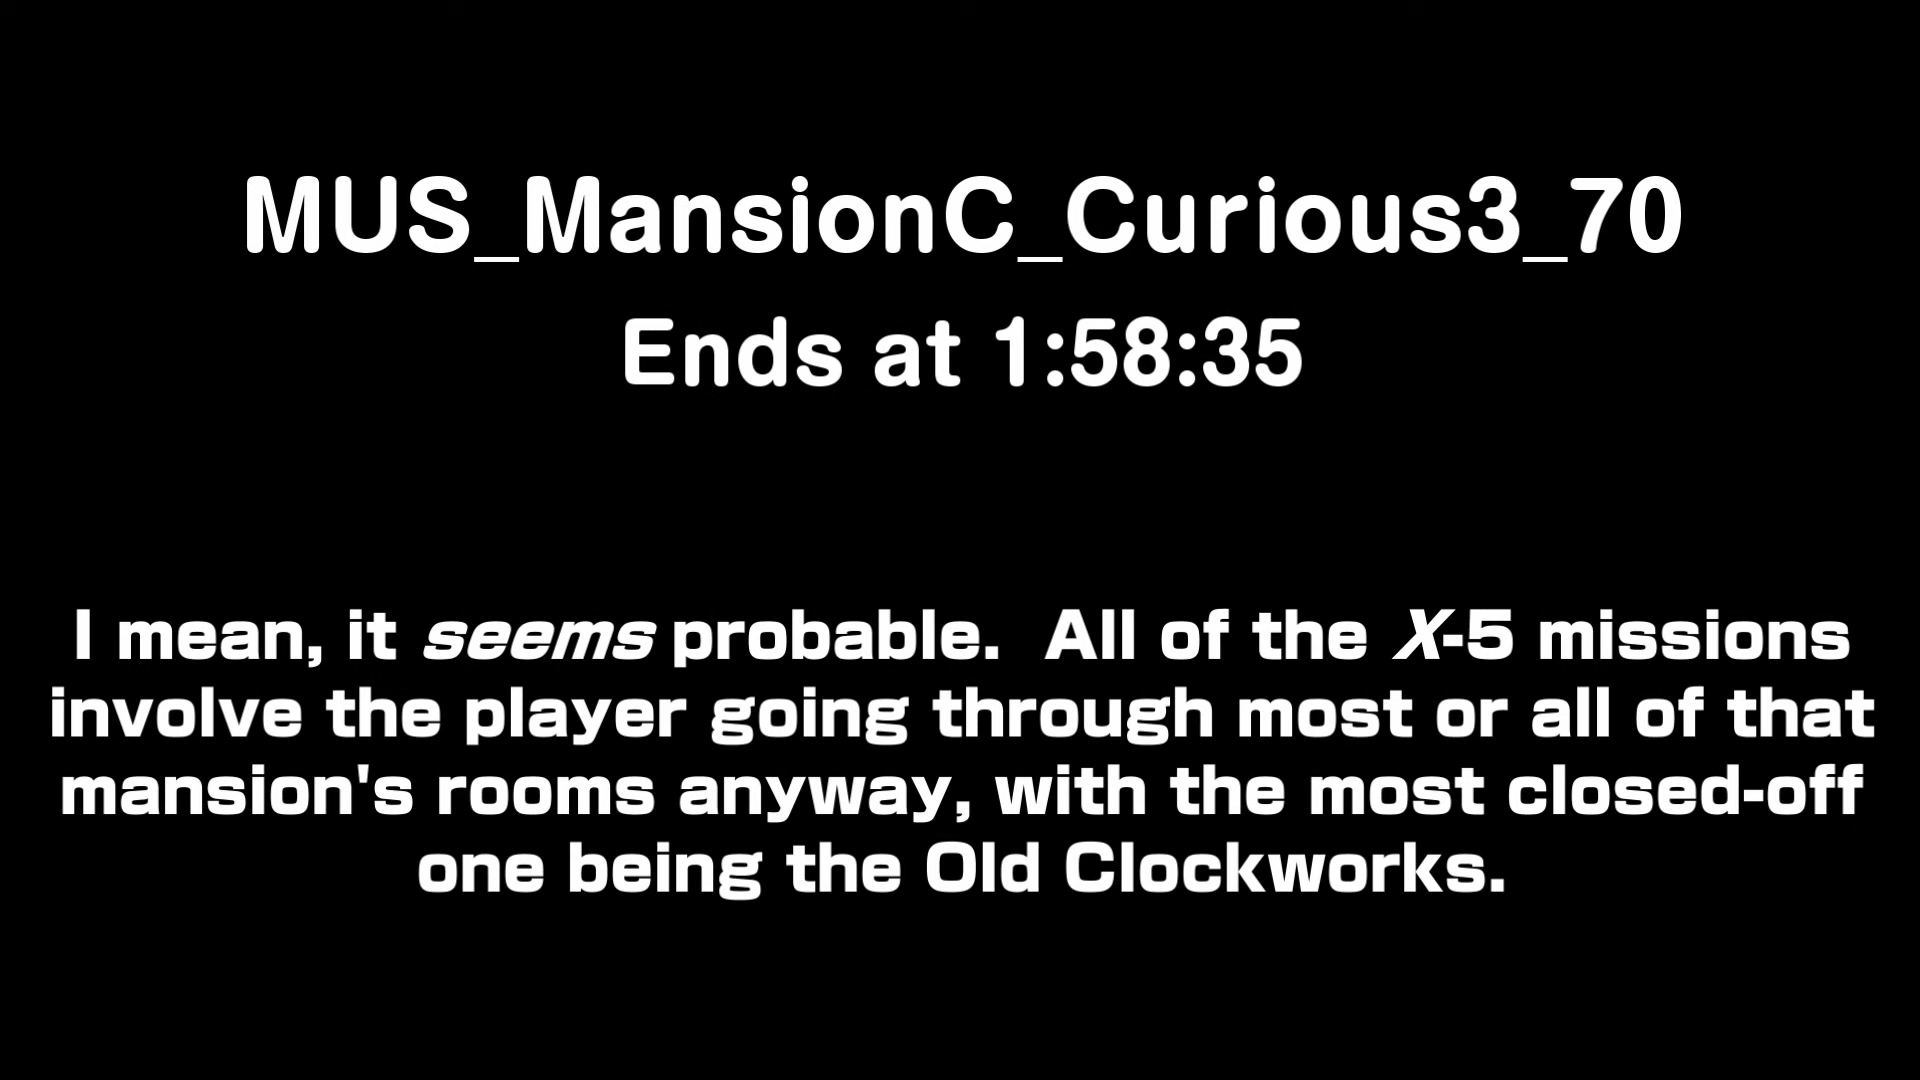 MUS_MansionC_Curious3_70
Ends at 1:58:35
I mean, it seems probable.  All of the X-5 missions
involve the player going through most or all of that
mansion's rooms anyway, with the most closed-off
one being the Old Clockworks.